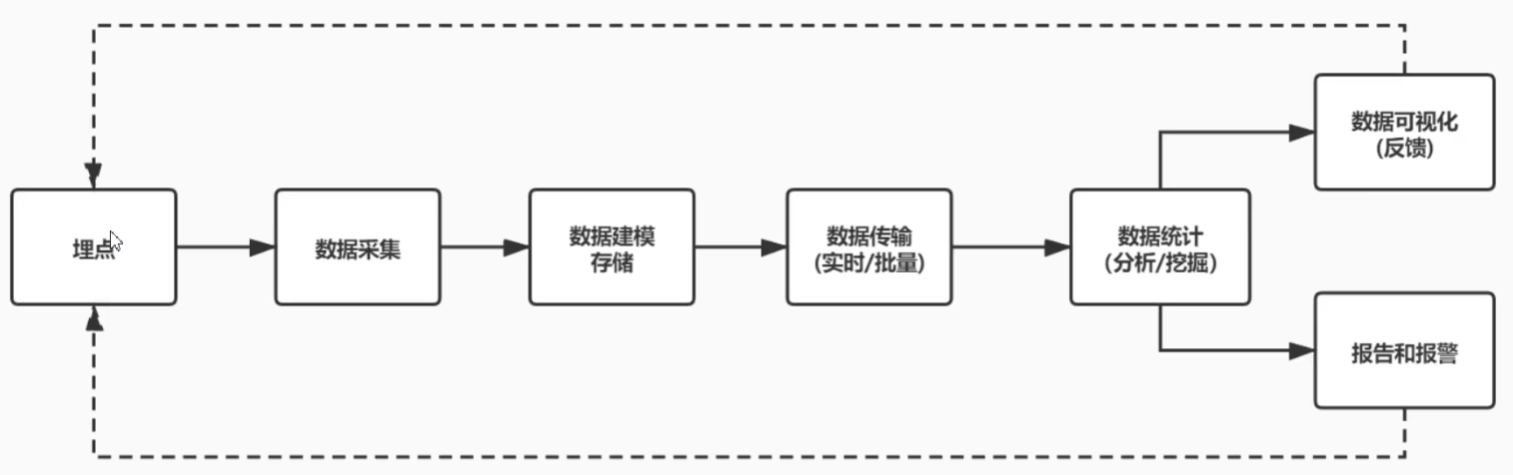 埋点
数据采集
数据建模
存储
数据传输
(实时/批量)
数据统计
(分析/挖掘)
数据可视化
(反馈)
报告和报警